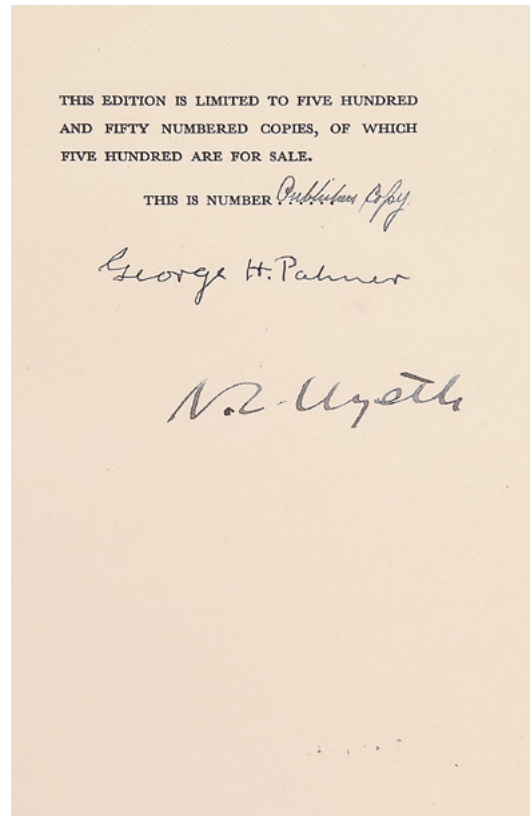 THIS EDITION IS LIMITED TO FIVE HUNDRED
AND FIFTY NUMBERED COPIES, OF WHICH
FIVE HUNDRED ARE FOR SALE.
THIS IS NUMBER Publishers Copy
George H. Palmer
N.C. Wyeth